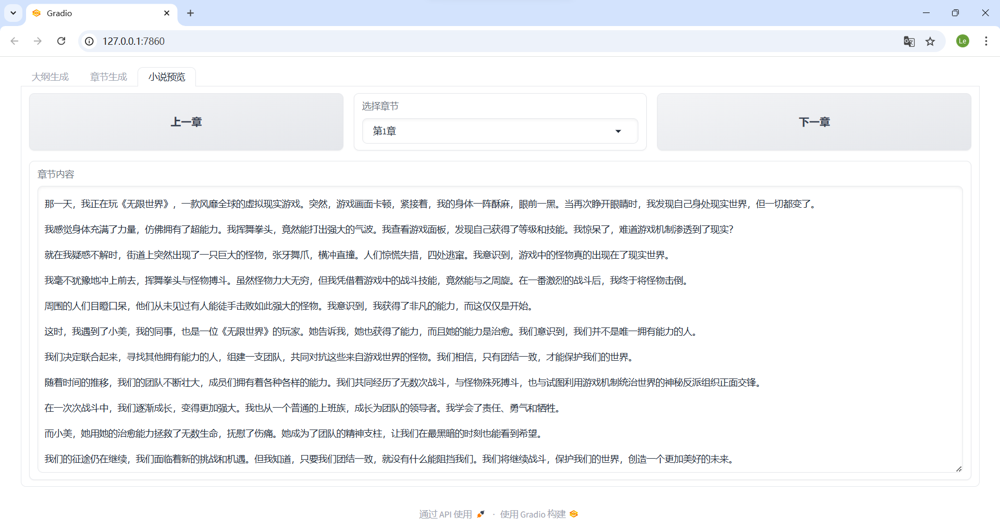 Gradio
127.0.0.1:7860
Le
大纲生成
章节生成
小说预览
上一章
选择章节
第1章
下一章
章节内容
那一天，我正在玩《无限世界》，一款风靡全球的虚拟现实游戏。突然，游戏画面卡顿，紧接着，我的身体一阵酥麻，眼前一黑。当再次睁开眼睛时，我发现自己身处现实世界，但一切都变了。
我感觉身体充满了力量，仿佛拥有了超能力。我挥舞拳头，竟然能打出强大的气波。我查看游戏面板，发现自己获得了等级和技能。我惊呆了，难道游戏机制渗透到了现实？
就在我疑惑不解时，街道上突然出现了一只巨大的怪物，张牙舞爪，横冲直撞。人们惊慌失措，四处逃窜。我意识到，游戏中的怪物真的出现在了现实世界。
我毫不犹豫地冲上前去，挥舞拳头与怪物搏斗。虽然怪物力大无穷，但我凭借着游戏中的战斗技能，竟然能与之周旋。在一番激烈的战斗后，我终于将怪物击倒。
周围的人们目瞪口呆，他们从未见过有人能徒手击败如此强大的怪物。我意识到，我获得了非凡的能力，而这仅仅是开始。
这时，我遇到了小美，我的同事，也是一位《无限世界》的玩家。她告诉我，她也获得了能力，而且她的能力是治愈。我们意识到，我们并不是唯一拥有能力的人。
我们决定联合起来，寻找其他拥有能力的人，组建一支团队，共同对抗这些来自游戏世界的怪物。我们相信，只有团结一致，才能保护我们的世界。
随着时间的推移，我们的团队不断壮大，成员们拥有着各种各样的能力。我们共同经历了无数次战斗，与怪物殊死搏斗，也与试图利用游戏机制统治世界的神秘反派组织正面交锋。
在一次次战斗中，我们逐渐成长，变得更加强大。我也从一个普通的上班族，成长为团队的领导者。我学会了责任、勇气和牺牲。
而小美，她用她的治愈能力拯救了无数生命，抚慰了伤痛。她成为了团队的精神支柱，让我们在最黑暗的时刻也能看到希望。
我们的征途仍在继续，我们面临着新的挑战和机遇。但我知道，只要我们团结一致，就没有什么能阻挡我们。我们将继续战斗，保护我们的世界，创造一个更加美好的未来。
通过 API 使用 · 使用 Gradio 构建